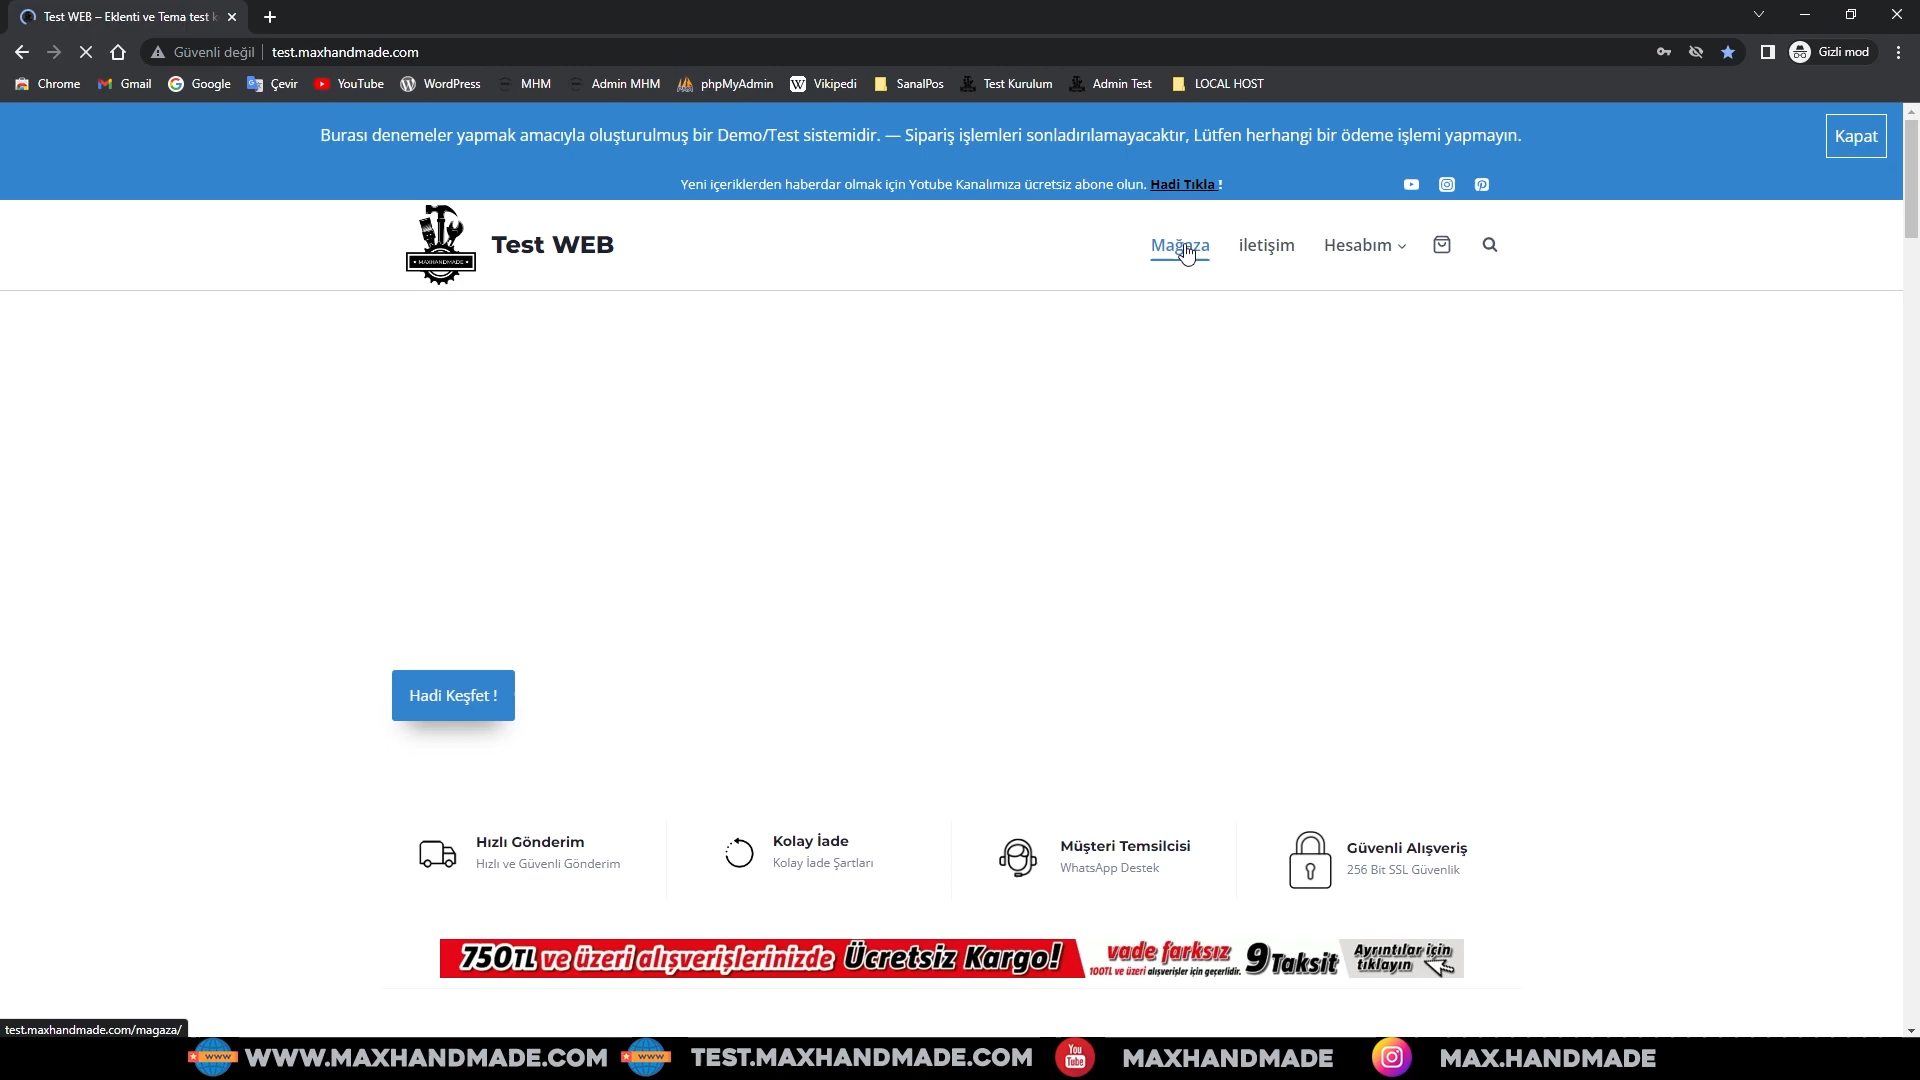 Test WEB – Eklenti ve Tema test k
Güvenli değil
test.maxhandmade.com
Gizli mod
Chrome
Gmail
Google
Çevir
YouTube
WordPress
MHM
Admin MHM
phpMyAdmin
Vikipedi
SanalPos
Test Kurulum
Admin Test
LOCAL HOST
Burası denemeler yapmak amacıyla oluşturulmuş bir Demo/Test sistemidir. — Sipariş işlemleri sonladırılamayacaktır, Lütfen herhangi bir ödeme işlemi yapmayın.
Kapat
Yeni içeriklerden haberdar olmak için Yotube Kanalımıza ücretsiz abone olun. Hadi Tıkla !
MAXHANDMADE
Test WEB
Mağaza
iletişim
Hesabım
Hadi Keşfet !
Hızlı Gönderim
Hızlı ve Güvenli Gönderim
Kolay İade
Kolay İade Şartları
Müşteri Temsilcisi
WhatsApp Destek
Güvenli Alışveriş
256 Bit SSL Güvenlik
750TL ve üzeri alışverişlerinizde Ücretsiz Kargo!
vade farksız
100TL ve üzeri alışverişler için geçerlidir.
9 Taksit
Ayrıntılar için
tıklayın
test.maxhandmade.com/magaza/
www
WWW.MAXHANDMADE.COM
www
TEST.MAXHANDMADE.COM
You
Tube
MAXHANDMADE
MAX.HANDMADE